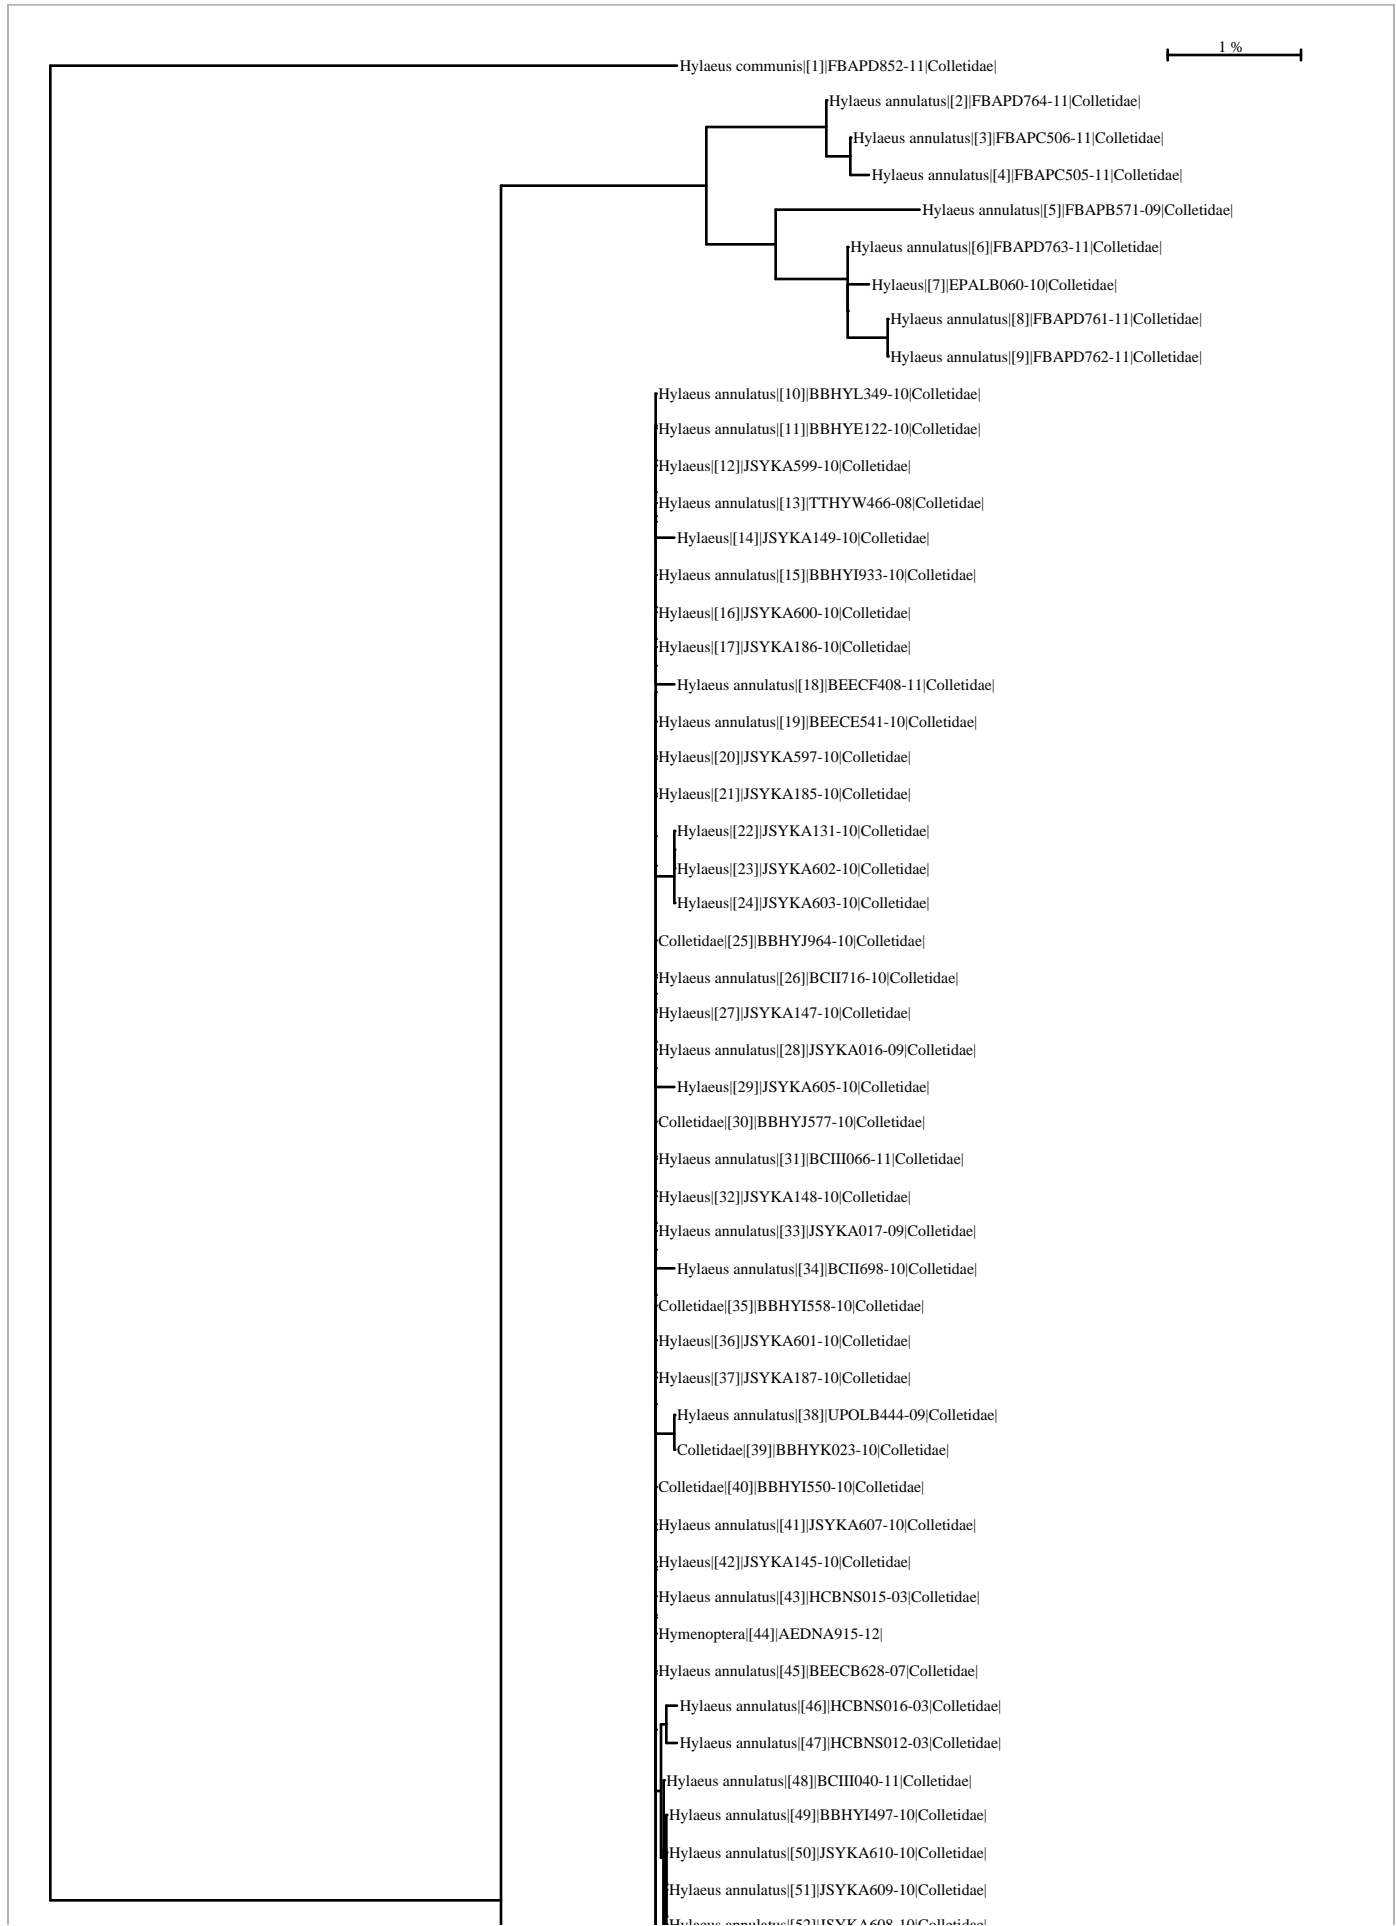 1 %
Hylaeus communis|[1]|FBAPD852-11|Colletidae|
Hylaeus annulatus|[2]|FBAPD764-11|Colletidae|
Hylaeus annulatus|[3]|FBAPC506-11|Colletidae|
Hylaeus annulatus|[4]|FBAPC505-11|Colletidae|
Hylaeus annulatus|[5]|FBAPB571-09|Colletidae|
Hylaeus annulatus|[6]|FBAPD763-11|Colletidae|
Hylaeus|[7]|EPALB060-10|Colletidae|
Hylaeus annulatus|[8]|FBAPD761-11|Colletidae|
Hylaeus annulatus|[9]|FBAPD762-11|Colletidae|
Hylaeus annulatus|[10]|BBHYL349-10|Colletidae|
Hylaeus annulatus|[11]|BBHYE122-10|Colletidae|
Hylaeus|[12]|JSYKA599-10|Colletidae|
Hylaeus annulatus|[13]|TTHYW466-08|Colletidae|
Hylaeus|[14]|JSYKA149-10|Colletidae|
Hylaeus annulatus|[15]|BBHYI933-10|Colletidae|
Hylaeus|[16]|JSYKA600-10|Colletidae|
Hylaeus|[17]|JSYKA186-10|Colletidae|
Hylaeus annulatus|[18]|BEECF408-11|Colletidae|
Hylaeus annulatus|[19]|BEECE541-10|Colletidae|
Hylaeus|[20]|JSYKA597-10|Colletidae|
Hylaeus|[21]|JSYKA185-10|Colletidae|
Hylaeus|[22]|JSYKA131-10|Colletidae|
Hylaeus|[23]|JSYKA602-10|Colletidae|
Hylaeus|[24]|JSYKA603-10|Colletidae|
Colletidae|[25]|BBHYJ964-10|Colletidae|
Hylaeus annulatus|[26]|BCII716-10|Colletidae|
Hylaeus|[27]|JSYKA147-10|Colletidae|
Hylaeus annulatus|[28]|JSYKA016-09|Colletidae|
Hylaeus|[29]|JSYKA605-10|Colletidae|
Colletidae|[30]|BBHYJ577-10|Colletidae|
Hylaeus annulatus|[31]|BCIII066-11|Colletidae|
Hylaeus|[32]|JSYKA148-10|Colletidae|
Hylaeus annulatus|[33]|JSYKA017-09|Colletidae|
Hylaeus annulatus|[34]|BCII698-10|Colletidae|
Colletidae|[35]|BBHYI558-10|Colletidae|
Hylaeus|[36]|JSYKA601-10|Colletidae|
Hylaeus|[37]|JSYKA187-10|Colletidae|
Hylaeus annulatus|[38]|UPOLB444-09|Colletidae|
Colletidae|[39]|BBHYK023-10|Colletidae|
Colletidae|[40]|BBHYI550-10|Colletidae|
Hylaeus annulatus|[41]|JSYKA607-10|Colletidae|
Hylaeus|[42]|JSYKA145-10|Colletidae|
Hylaeus annulatus|[43]|HCBNS015-03|Colletidae|
Hymenoptera|[44]|AEDNA915-12|
Hylaeus annulatus|[45]|BEECB628-07|Colletidae|
Hylaeus annulatus|[46]|HCBNS016-03|Colletidae|
Hylaeus annulatus|[47]|HCBNS012-03|Colletidae|
Hylaeus annulatus|[48]|BCIII040-11|Colletidae|
Hylaeus annulatus|[49]|BBHYI497-10|Colletidae|
Hylaeus annulatus|[50]|JSYKA610-10|Colletidae|
Hylaeus annulatus|[51]|JSYKA609-10|Colletidae|
Hylaeus annulatus|[52]|JSYKA608-10|Colletidae|